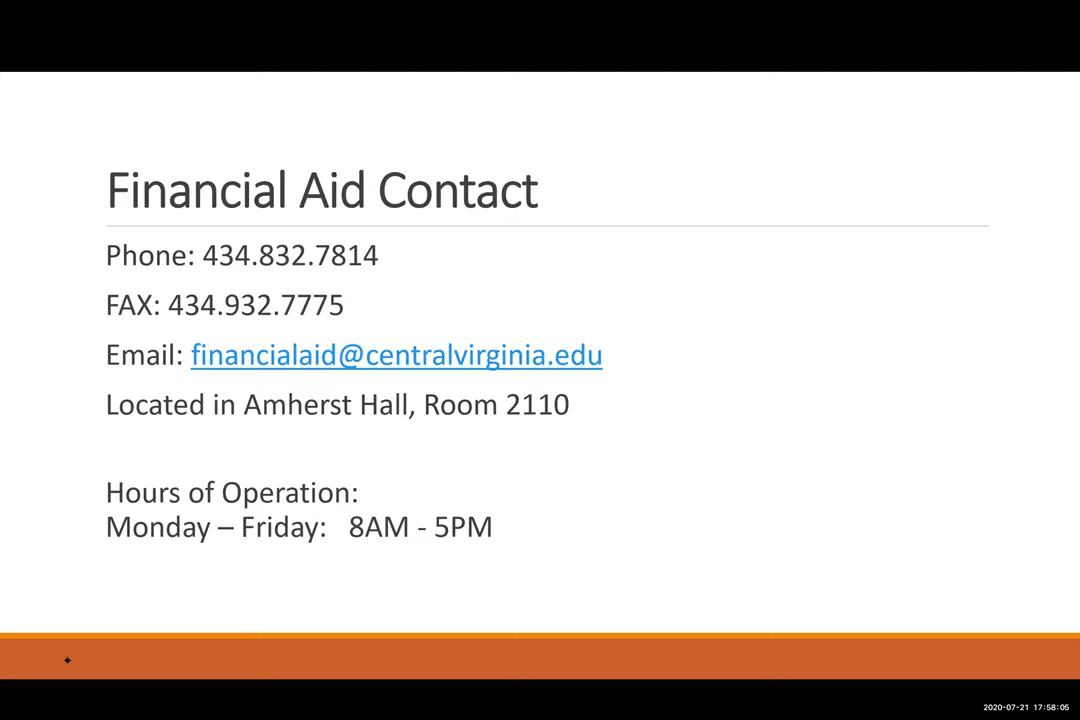 Financial Aid Contact
Phone: 434.832.7814
FAX: 434.932.7775
Email: financialaid@centralvirginia.edu
Located in Amherst Hall, Room 2110
Hours of Operation:
Monday – Friday:   8AM - 5PM
2020-07-21 17:58:05